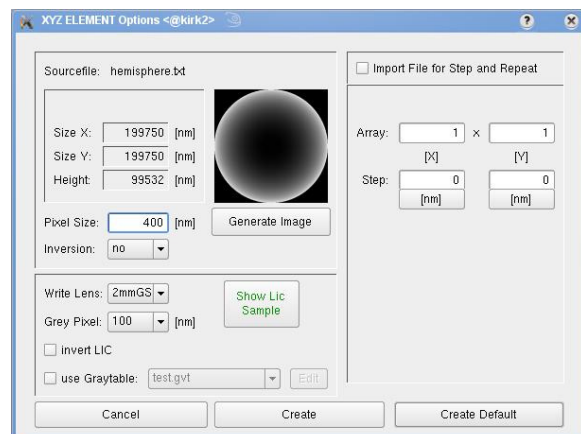 XYZ ELEMENT Options <@kirk2>
Sourcefile: hemisphere.txt
Size X: 199750 [nm]
Size Y: 199750 [nm]
Height: 99532 [nm]
Pixel Size: 400 [nm]
Generate Image
Inversion: no
Write Lens: 2mmGS
Grey Pixel: 100 [nm]
Show Lic
Sample
invert LIC
use Graytable: test.gvt Edit
Import File for Step and Repeat
Array: 1 x 1
[X] [Y]
Step: 0 0
[nm] [nm]
Cancel Create Create Default